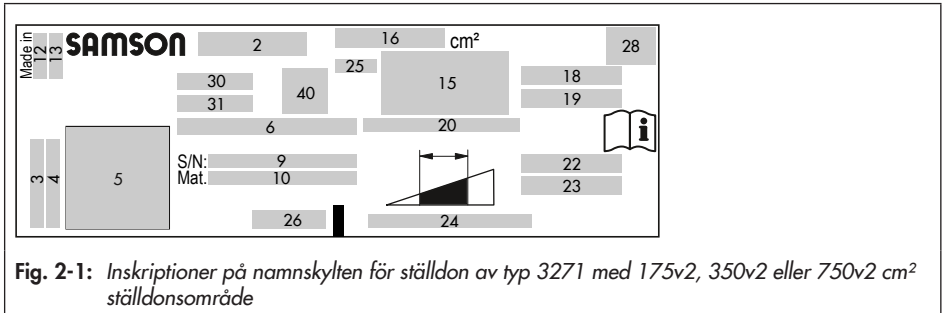 Made in
12
13
SAMSON
2
16 cm²
28
25
15
18
30
40
19
31
6
20
i
3
4
5
S/N: 9
22
Mat. 10
23
26
24
Fig. 2-1: Inskriptioner på namnskylten för ställdon av typ 3271 med 175v2, 350v2 eller 750v2 cm²
ställdonsområde